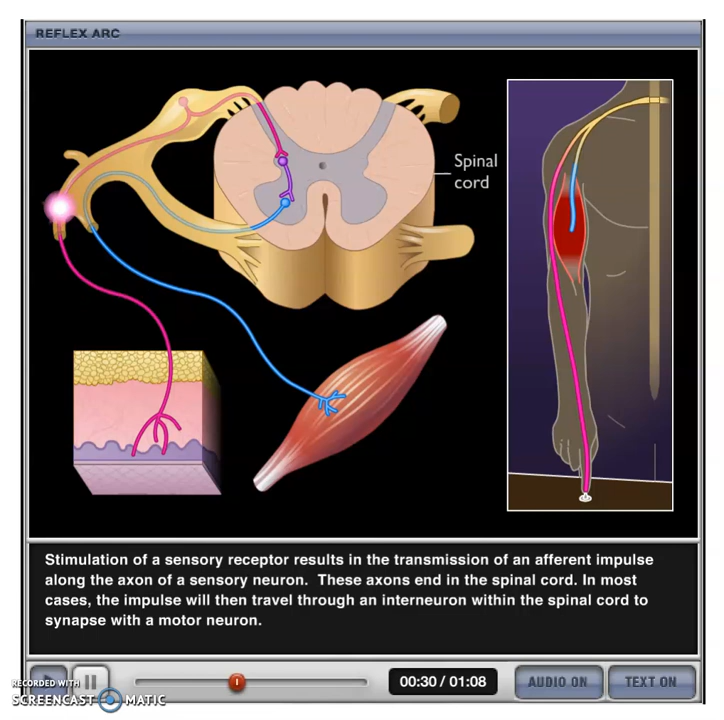 REFLEX ARC
Spinal
cord
Stimulation of a sensory receptor results in the transmission of an afferent impulse
along the axon of a sensory neuron.  These axons end in the spinal cord. In most
cases, the impulse will then travel through an interneuron within the spinal cord to
synapse with a motor neuron.
00:30 / 01:08
AUDIO ON
TEXT ON
RECORDED WITH
SCREENCAST MATIC